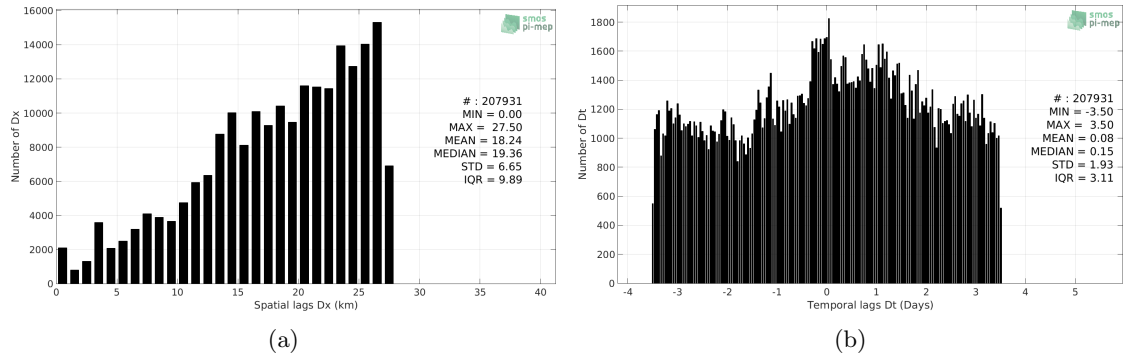 16000
14000
12000
10000
8000
6000
4000
2000
0
Number of Dx
0 5 10 15 20 25 30 35 40
Spatial lags Dx (km)
smos
pi-mep
# : 207931
MIN = 0.00
MAX = 27.50
MEAN = 18.24
MEDIAN = 19.36
STD = 6.65
IQR = 9.89
(a)
1800
1600
1400
1200
1000
800
600
400
200
0
Number of Dt
-4 -3 -2 -1 0 1 2 3 4 5
Temporal lags Dt (Days)
smos
pi-mep
# : 207931
MIN = -3.50
MAX = 3.50
MEAN = 0.08
MEDIAN = 0.15
STD = 1.93
IQR = 3.11
(b)